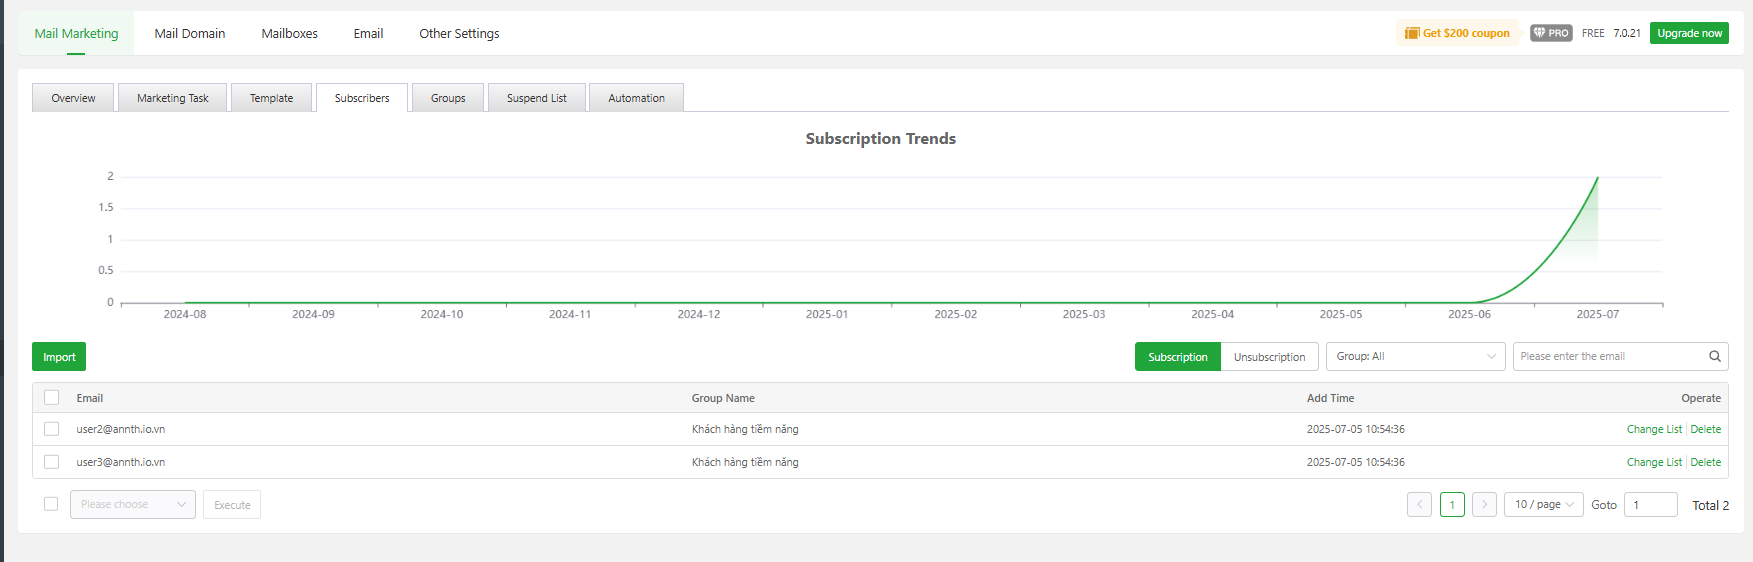 Mail Marketing Mail Domain Mailboxes Email Other Settings Get $200 coupon PRO FREE 7.0.21 Upgrade now
Overview Marketing Task Template Subscribers Groups Suspend List Automation
Subscription Trends
2
1.5
1
0.5
0
2024-08 2024-09 2024-10 2024-11 2024-12 2025-01 2025-02 2025-03 2025-04 2025-05 2025-06 2025-07
Import Subscription Unsubscription Group: All Please enter the email
Email Group Name Add Time Operate
user2@annth.io.vn Khách hàng tiềm năng 2025-07-05 10:54:36 Change List Delete
user3@annth.io.vn Khách hàng tiềm năng 2025-07-05 10:54:36 Change List Delete
Please choose Execute 1 10 / page Goto 1 Total 2